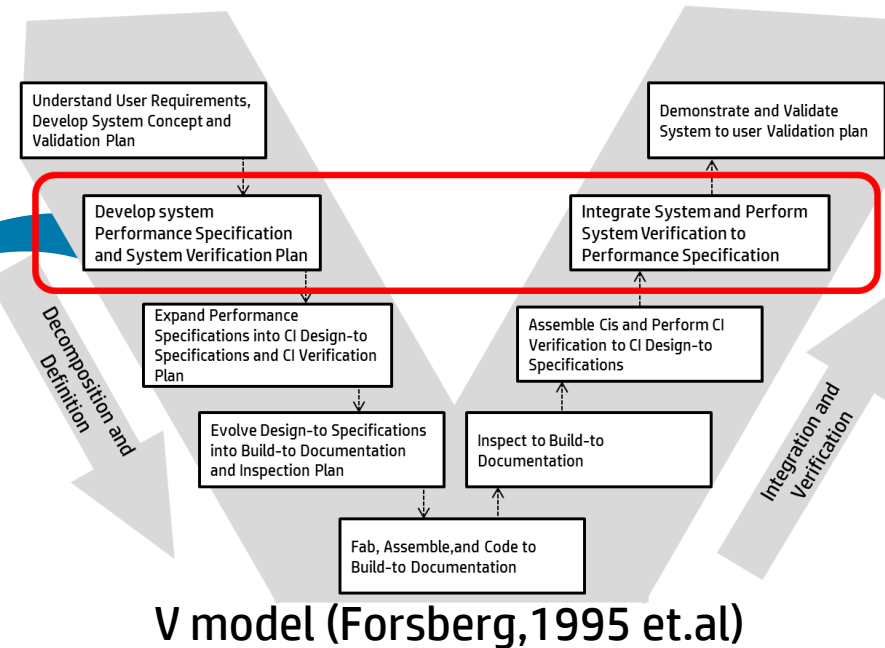 Understand User Requirements,
Develop System Concept and
Validation Plan
Demonstrate and Validate
System to user Validation plan
Develop system
Performance Specification
and System Verification Plan
Integrate System and Perform
System Verification to
Performance Specification
Expand Performance
Specifications into CI Design-to
Specifications and CI Verification
Plan
Assemble Cis and Perform CI
Verification to CI Design-to
Specifications
Decomposition and
Definition
Evolve Design-to Specifications
into Build-to Documentation
and Inspection Plan
Inspect to Build-to
Documentation
Integration and
Verification
Fab, Assemble,and Code to
Build-to Documentation
V model (Forsberg,1995 et.al)